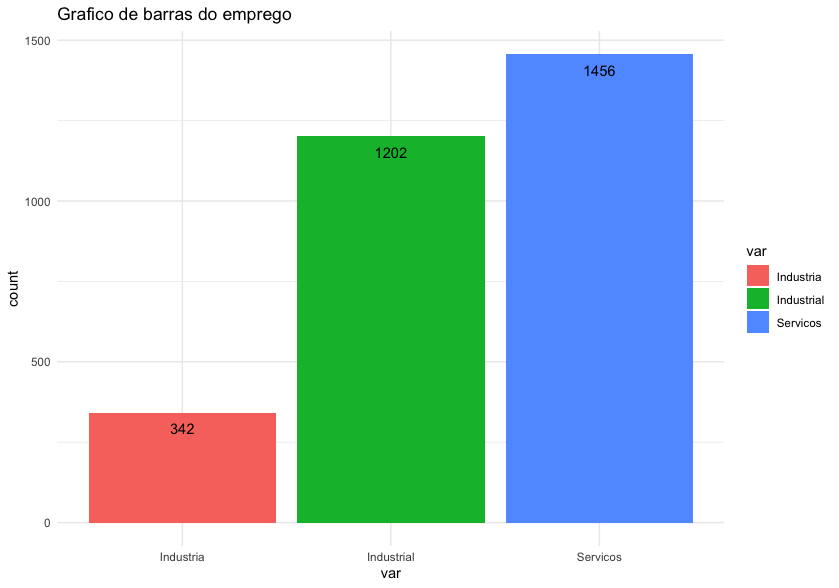 Grafico de barras do emprego
1500
1456
1202
1000
count
var
Industria
Industrial
Servicos
500
342
0
Industria Industrial Servicos
var